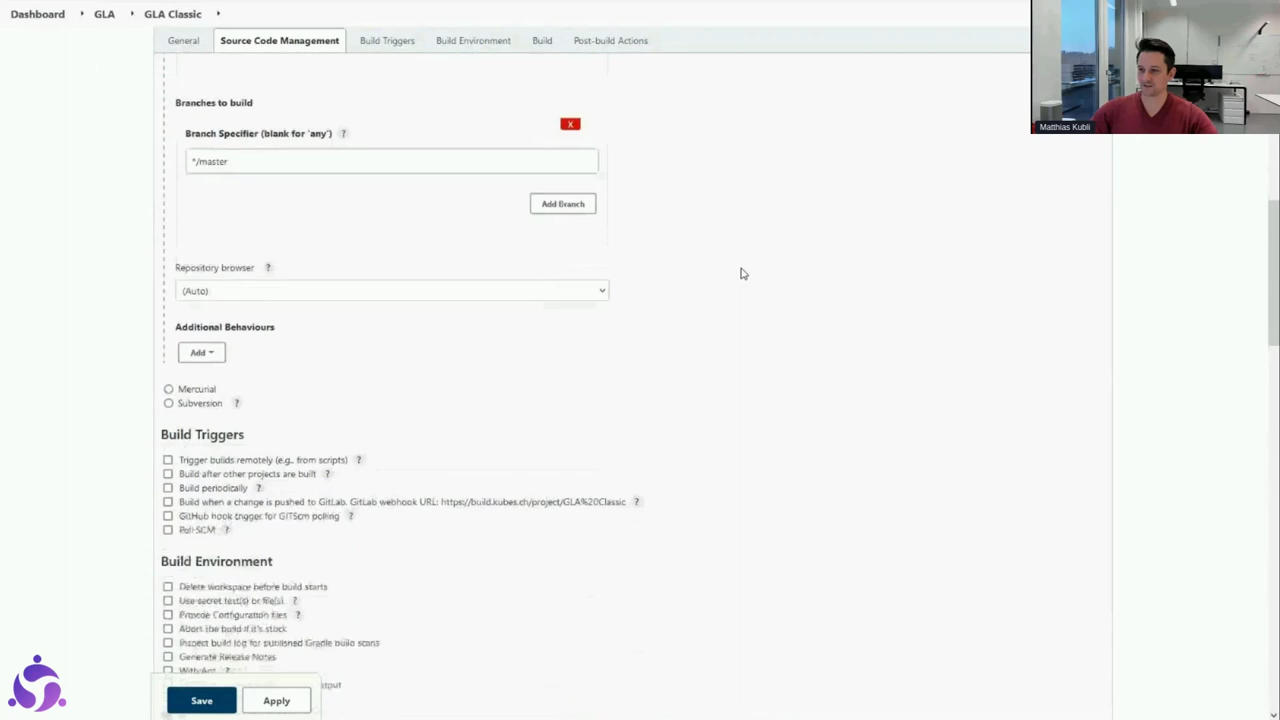 Dashboard GLA GLA Classic
General Source Code Management Build Triggers Build Environment Build Post-build Actions
Matthias Kubli
Branches to build
X
Branch Specifier (blank for 'any') ?
*/master
Add Branch
Repository browser ?
(Auto)
Additional Behaviours
Add
Mercurial
Subversion ?
Build Triggers
Trigger builds remotely (e.g., from scripts) ?
Build after other projects are built ?
Build periodically ?
Build when a change is pushed to GitLab. GitLab webhook URL: https://build.kubes.ch/project/GLA%20Classic ?
GitHub hook trigger for GITScm polling ?
Poll SCM ?
Build Environment
Delete workspace before build starts
Use secret text(s) or file(s) ?
Provide Configuration files ?
Abort the build if it's stuck
Inspect build log for published Gradle build scans
Generate Release Notes
With Ant ?
Save Apply